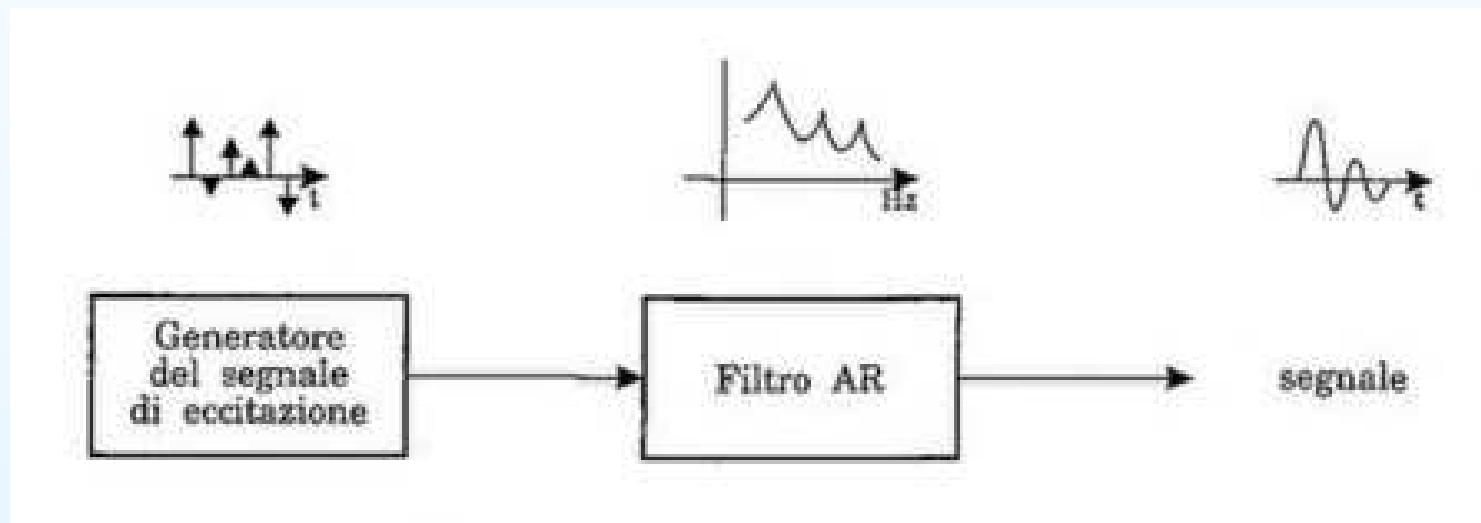 t
Hz
t
Generatore
del segnale
di eccitazione
Filtro AR
segnale